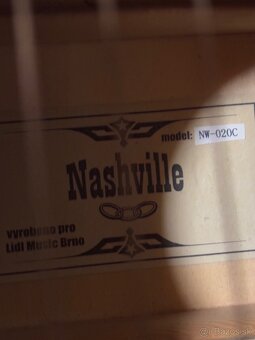 model: NW-020C
Nashville
vyrobeno pro
Lidl Music Brno